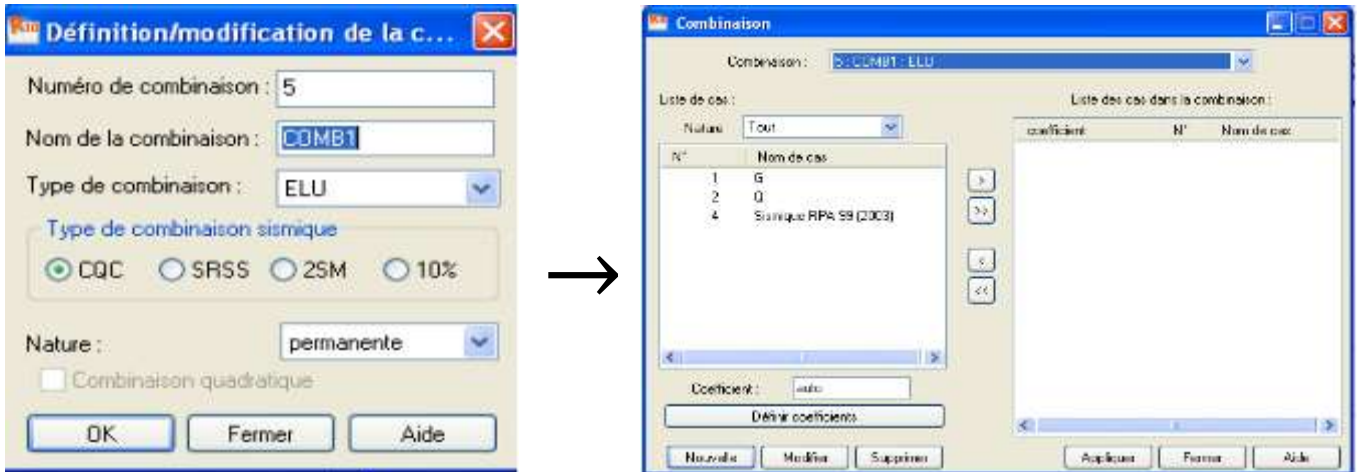 Définition/modification de la c...
Numéro de combinaison : 5
Nom de la combinaison : COMB1
Type de combinaison : ELU
Type de combinaison sismique
CQC SRSS 2SM 10%
Nature : permanente
Combinaison quadratique
OK Fermer Aide
→
Combinaison
Combinaison : 5 : COMB1 : ELU
Liste de cas : Liste des cas dans la combinaison :
Nature Tout
N° Nom de cas
1 G
2 Q
4 Sismique RPA 99 (2003)
coefficient N° Nom de cas
>
>>
<
<<
Coefficient : auto
Définir coefficients
Nouvelle Modifier Supprimer Appliquer Fermer Aide